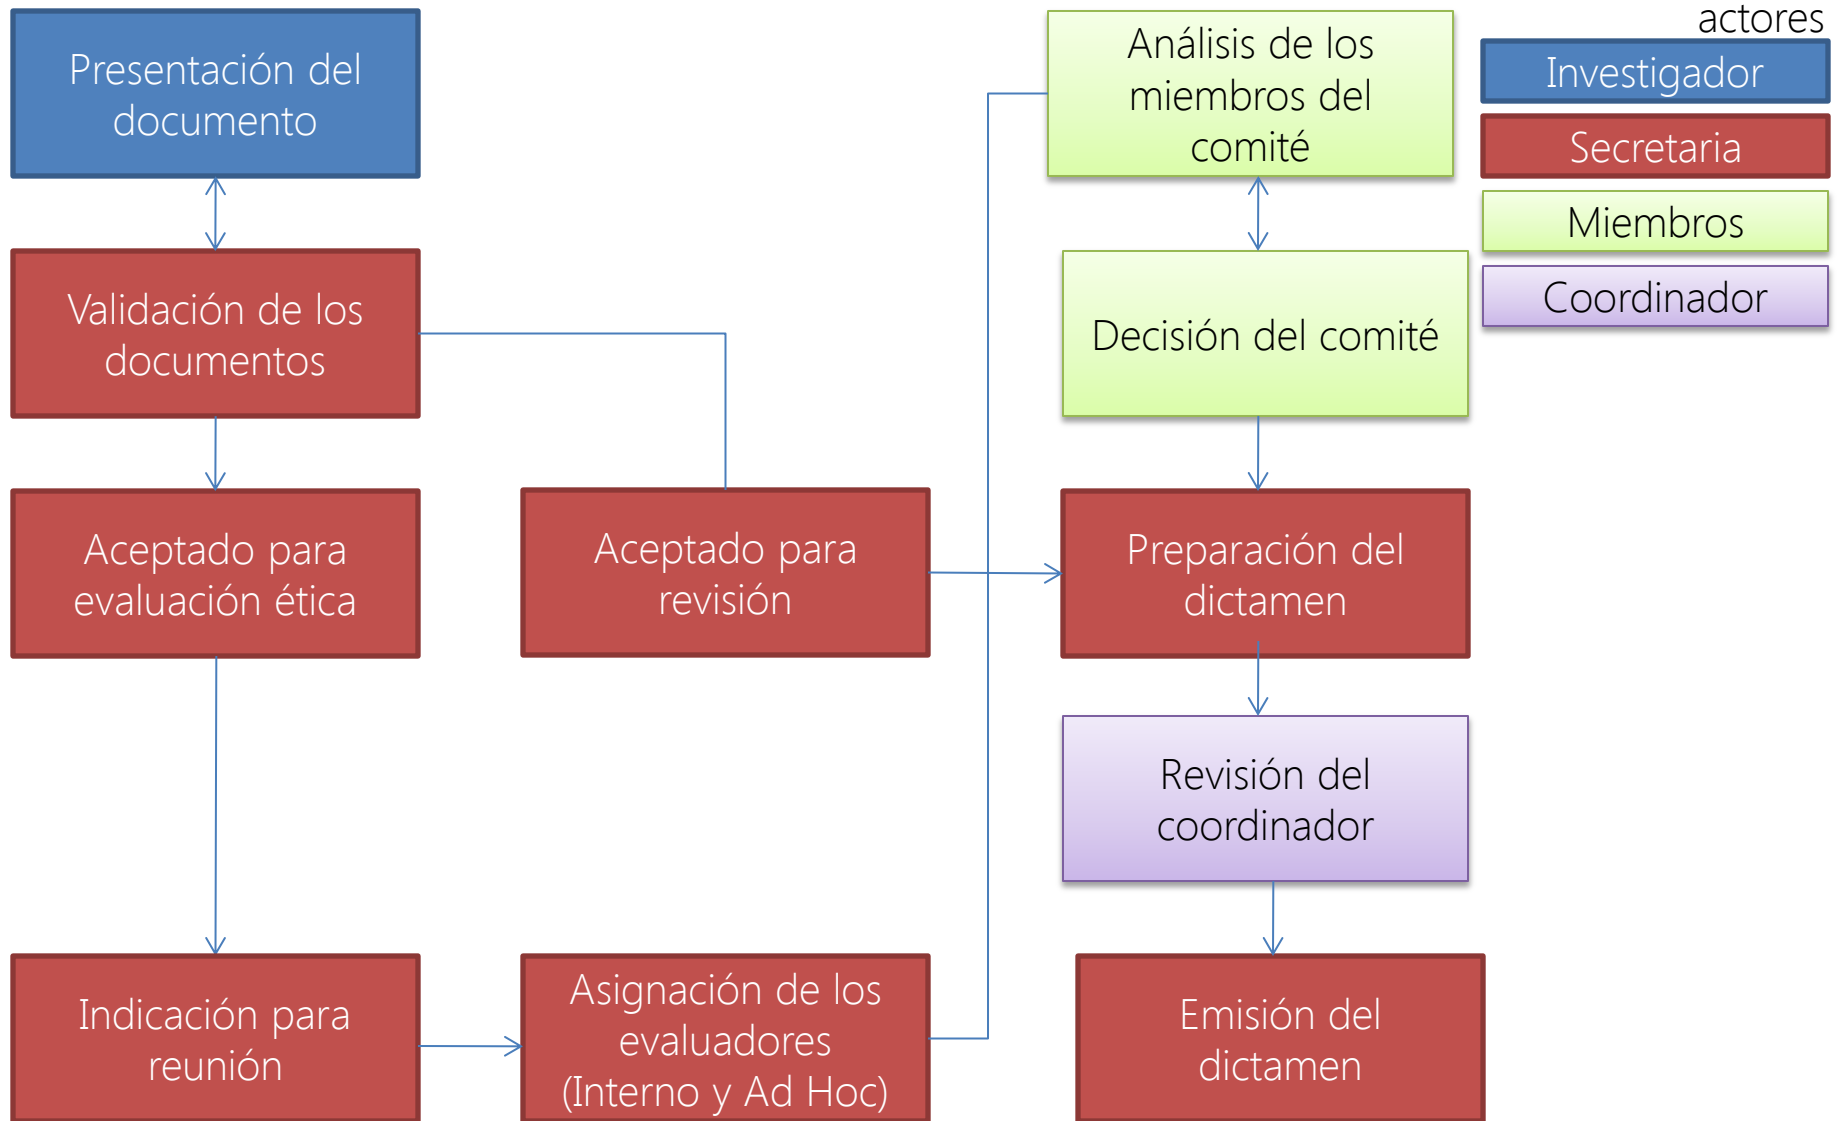 Presentación del
documento
Validación de los
documentos
Aceptado para
evaluación ética
Indicación para
reunión
Aceptado para
revisión
Asignación de los
evaluadores
(Interno y Ad Hoc)
Análisis de los
miembros del
comité
Decisión del comité
Preparación del
dictamen
Revisión del
coordinador
Emisión del
dictamen
actores
Investigador
Secretaria
Miembros
Coordinador